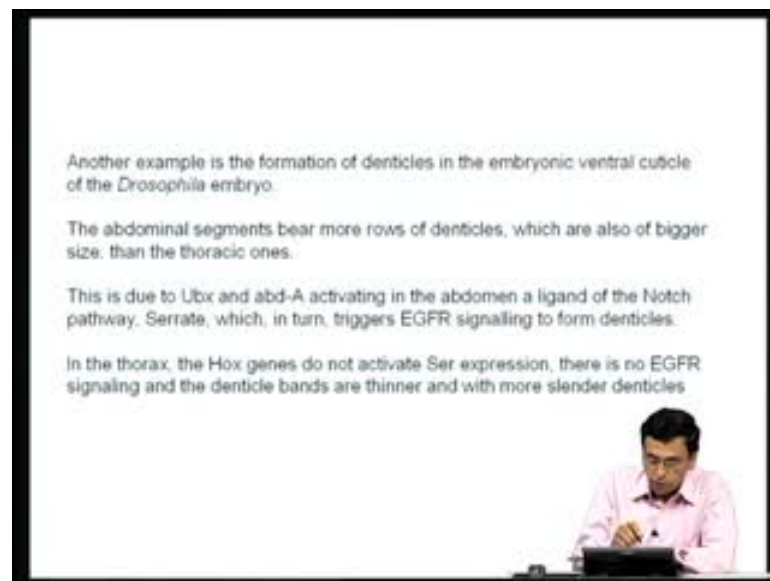 Another example is the formation of denticles in the embryonic ventral cuticle
of the Drosophila embryo.
The abdominal segments bear more rows of denticles, which are also of bigger
size, than the thoracic ones.
This is due to Ubx and abd-A activating in the abdomen a ligand of the Notch
pathway, Serrate, which, in turn, triggers EGFR signalling to form denticles.
In the thorax, the Hox genes do not activate Ser expression, there is no EGFR
signaling and the denticle bands are thinner and with more slender denticles